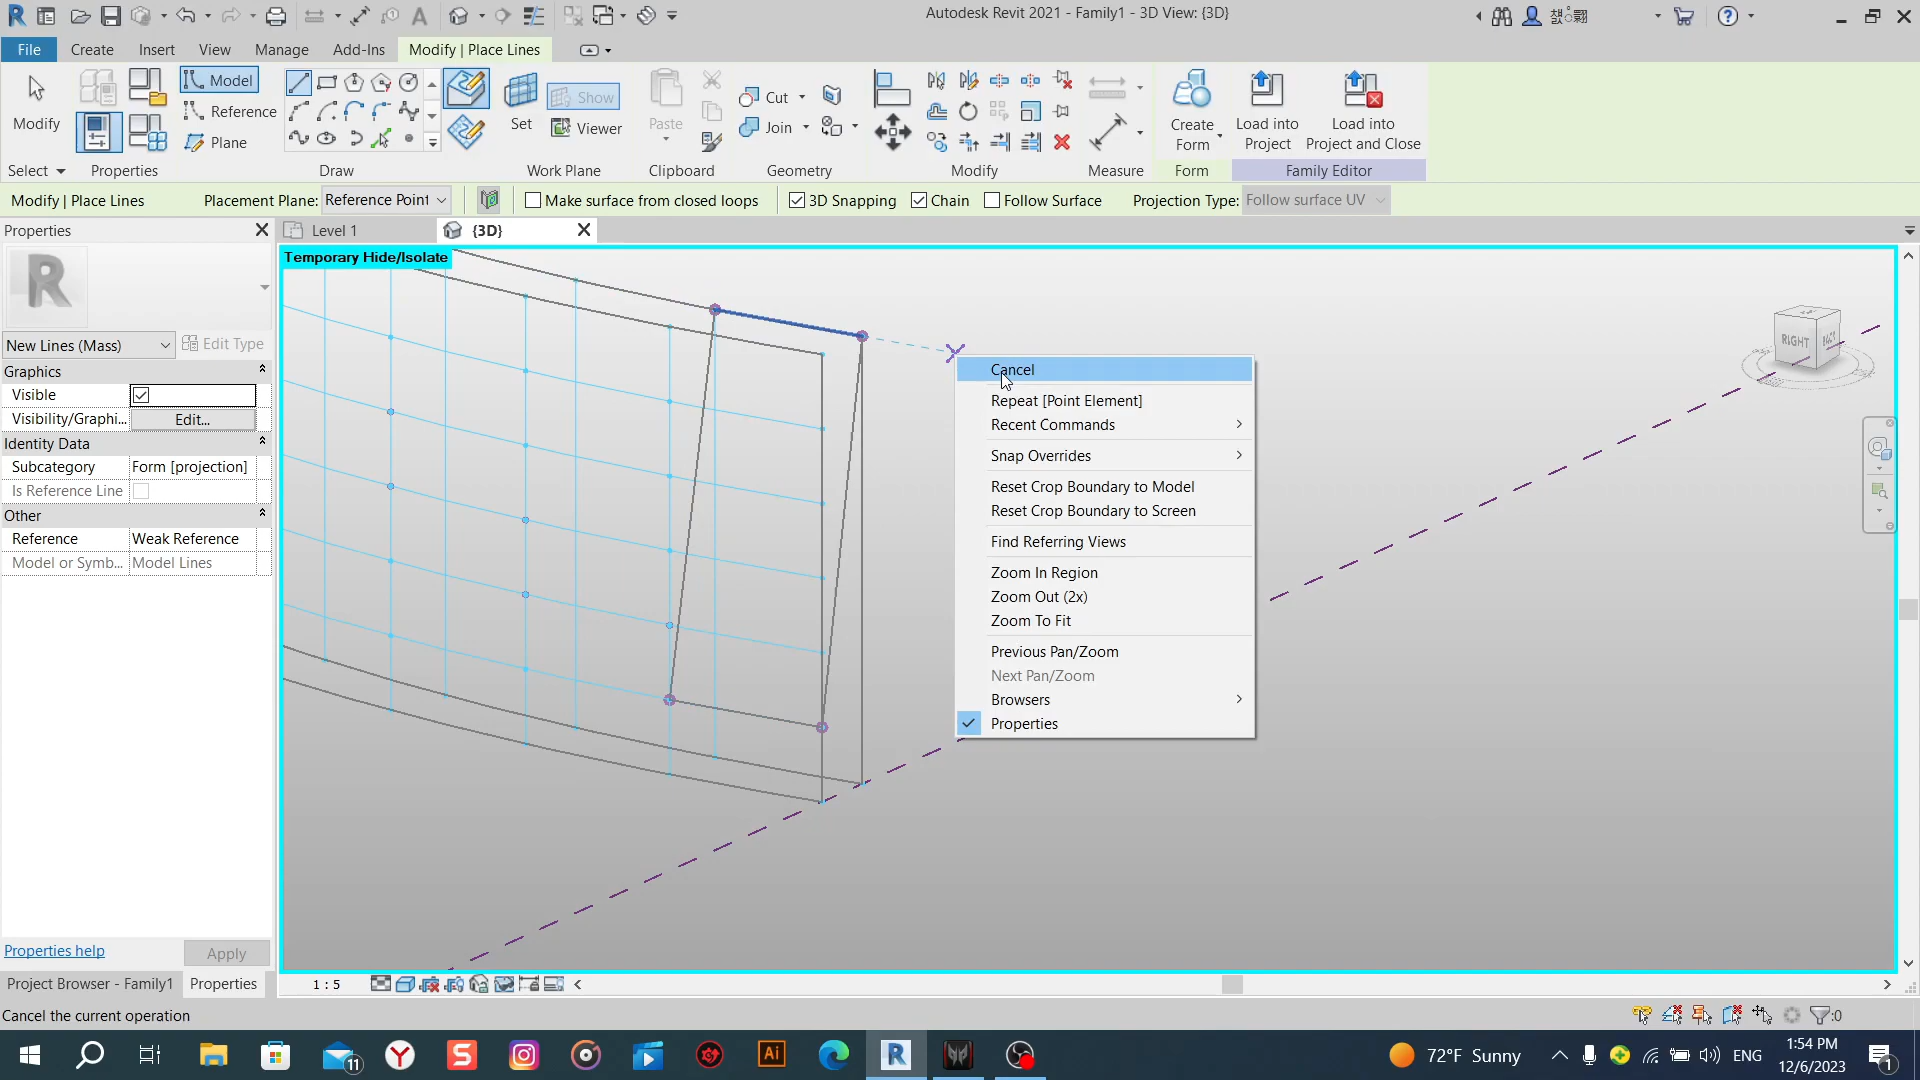 Autodesk Revit 2021 - Family1 - 3D View: {3D}
File Create Insert View Manage Add-Ins Modify | Place Lines
Modify
Model
Reference
Plane
Set
Show
Viewer
Paste
Cut
Join
Create
Form
Load into
Project
Load into
Project and Close
Select Properties Draw Work Plane Clipboard Geometry Modify Measure Form Family Editor
Modify | Place Lines Placement Plane: Reference Point Make surface from closed loops 3D Snapping Chain Follow Surface Projection Type: Follow surface UV
Properties
Level 1
{3D}
Temporary Hide/Isolate
R
New Lines (Mass) Edit Type
Graphics
Visible
Visibility/Graphi... Edit...
Identity Data
Subcategory Form [projection]
Is Reference Line
Other
Reference Weak Reference
Model or Symb... Model Lines
RIGHT
BACK
Cancel
Repeat [Point Element]
Recent Commands
Snap Overrides
Reset Crop Boundary to Model
Reset Crop Boundary to Screen
Find Referring Views
Zoom In Region
Zoom Out (2x)
Zoom To Fit
Previous Pan/Zoom
Next Pan/Zoom
Browsers
Properties
Properties help Apply
Project Browser - Family1 Properties
1 : 5
Cancel the current operation
:0
11
Ai
R
72°F Sunny
ENG
1:54 PM
12/6/2023
1